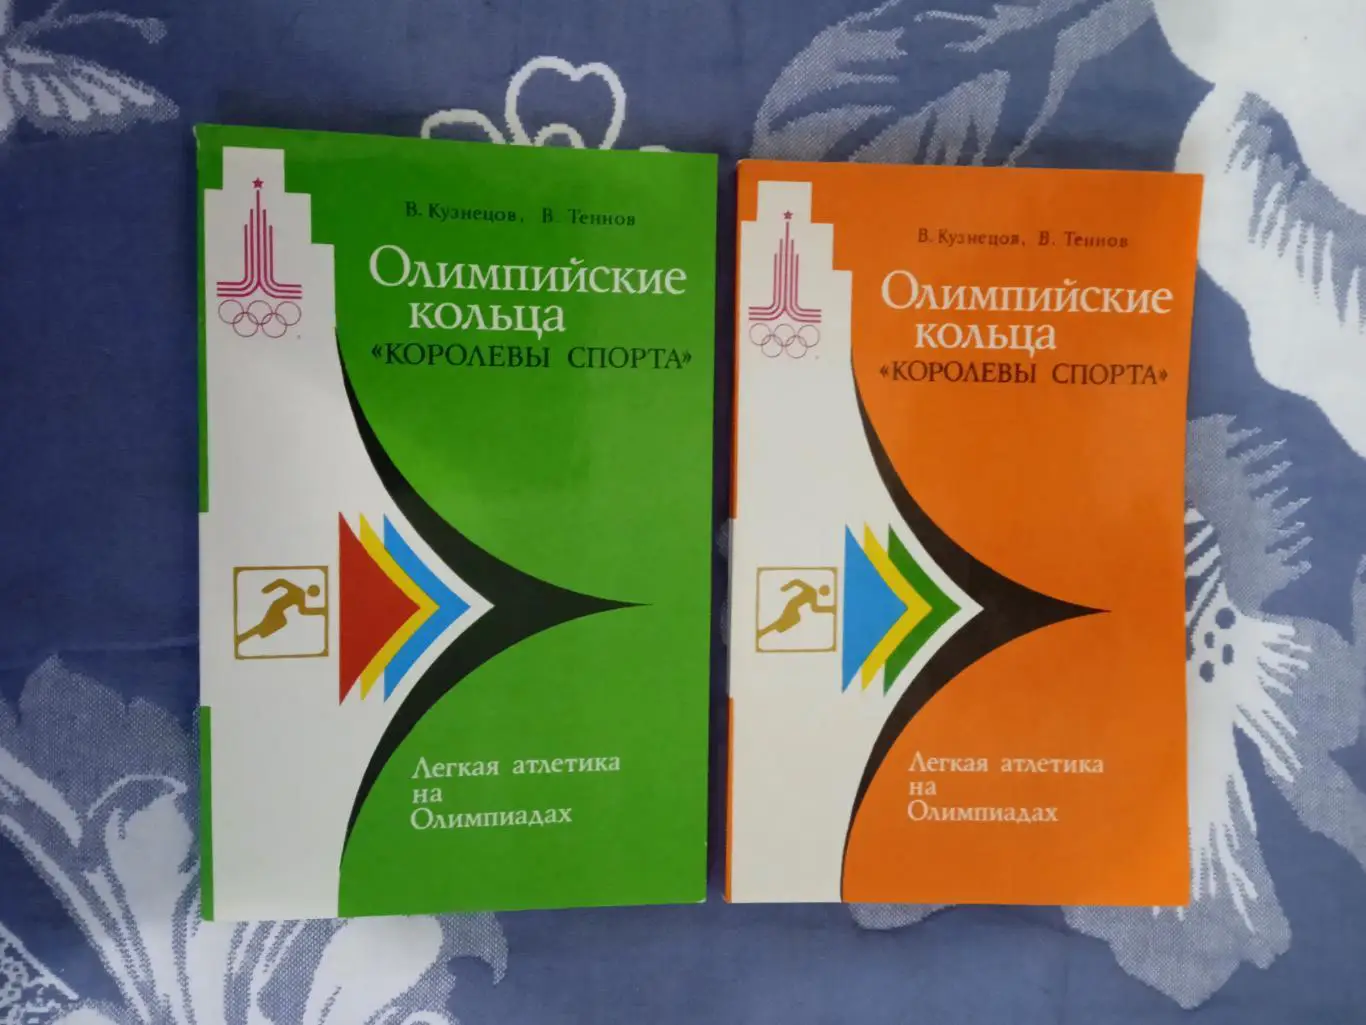 В. Кузнецов, В. Теннов
Олимпийские
кольца
«КОРОЛЕВЫ СПОРТА»
Легкая атлетика
на
Олимпиадах
В. Кузнецов, В. Теннов
Олимпийские
кольца
«КОРОЛЕВЫ СПОРТА»
Легкая атлетика
на
Олимпиадах